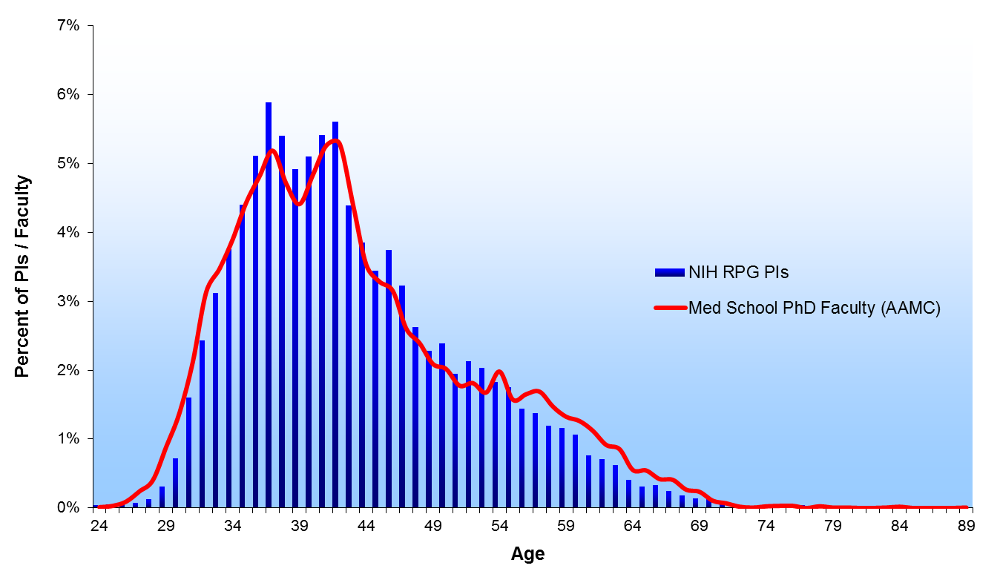 7%
6%
5%
4%
3%
2%
1%
0%
Percent of PIs / Faculty
NIH RPG PIs
Med School PhD Faculty (AAMC)
24 29 34 39 44 49 54 59 64 69 74 79 84 89
Age